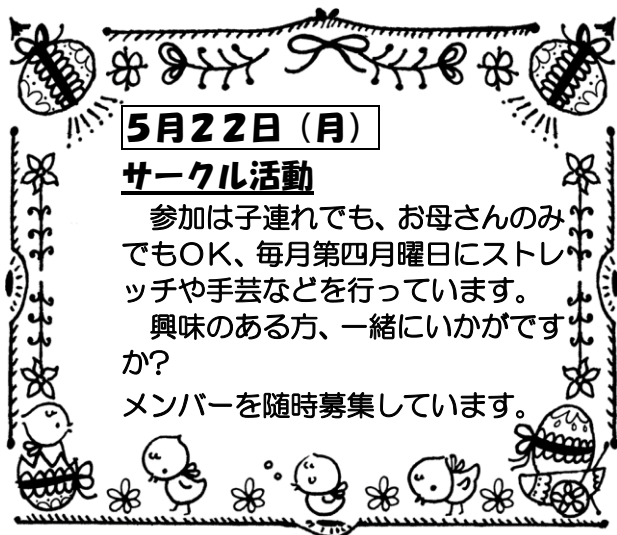 ５月２２日（月）
サークル活動
　参加は子連れでも、お母さんのみ
でもＯＫ、毎月第四月曜日にストレ
ッチや手芸などを行っています。
　興味のある方、一緒にいかがです
か？
メンバーを随時募集しています。